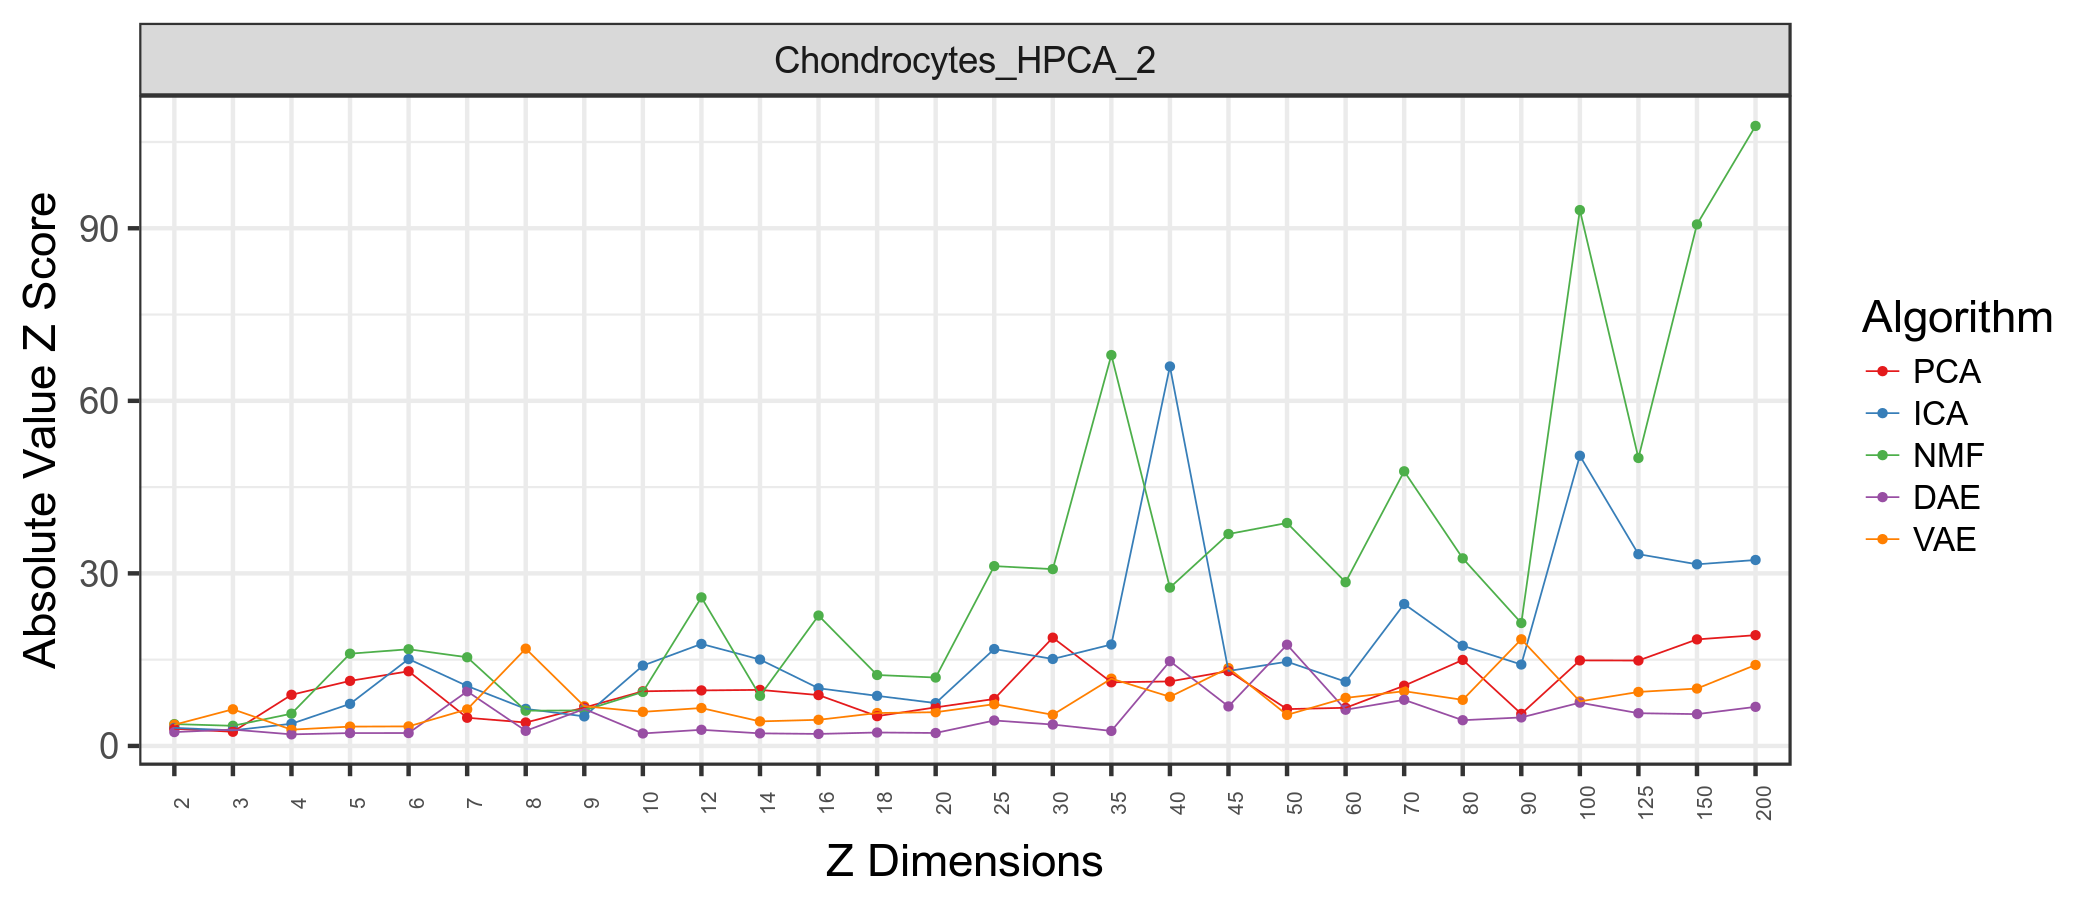 Chondrocytes_HPCA_2
Absolute Value Z Score
90
60
30
0
2 3 4 5 6 7 8 9 10 12 14 16 18 20 25 30 35 40 45 50 60 70 80 90 100 125 150 200
Z Dimensions
Algorithm
PCA
ICA
NMF
DAE
VAE